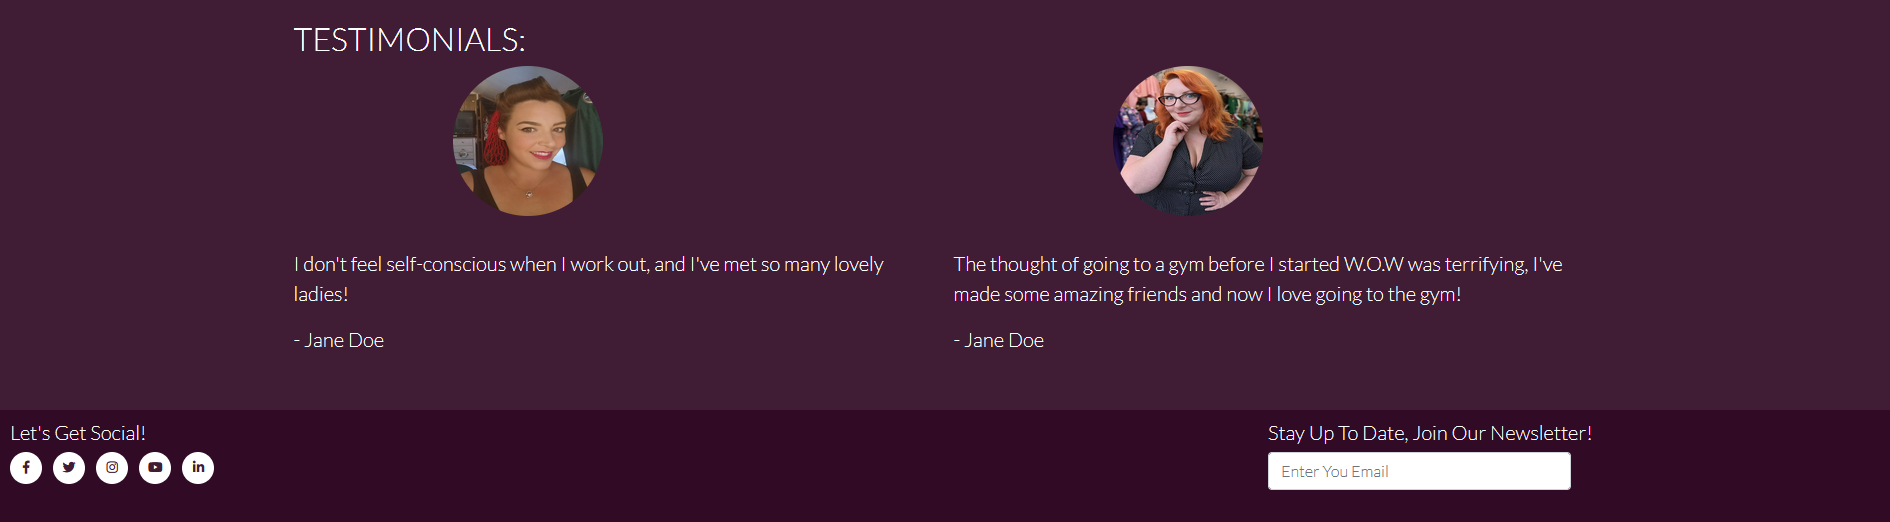 TESTIMONIALS:
I don't feel self-conscious when I work out, and I've met so many lovely
ladies!
- Jane Doe
The thought of going to a gym before I started W.O.W was terrifying, I've
made some amazing friends and now I love going to the gym!
- Jane Doe
Let's Get Social!
Stay Up To Date, Join Our Newsletter!
Enter You Email